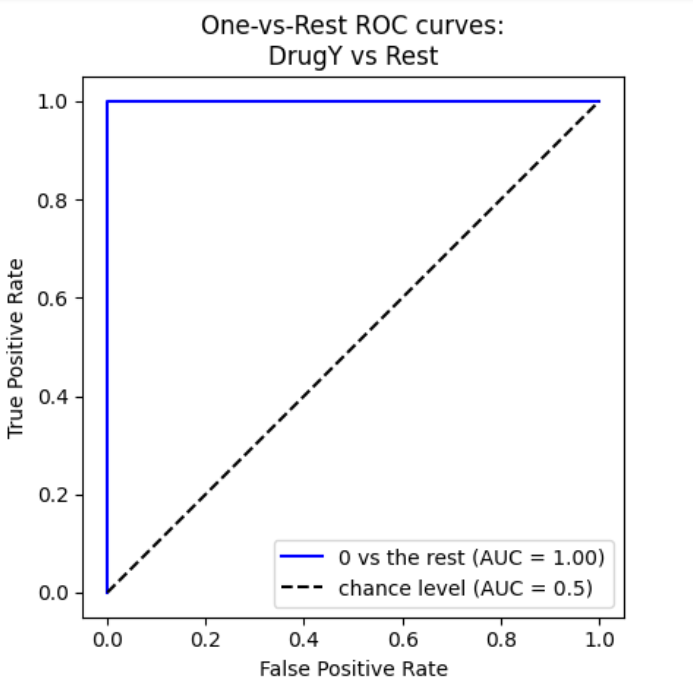 One-vs-Rest ROC curves:
DrugY vs Rest
True Positive Rate
1.0
0.8
0.6
0.4
0.2
0.0
0 vs the rest (AUC = 1.00)
chance level (AUC = 0.5)
0.0 0.2 0.4 0.6 0.8 1.0
False Positive Rate